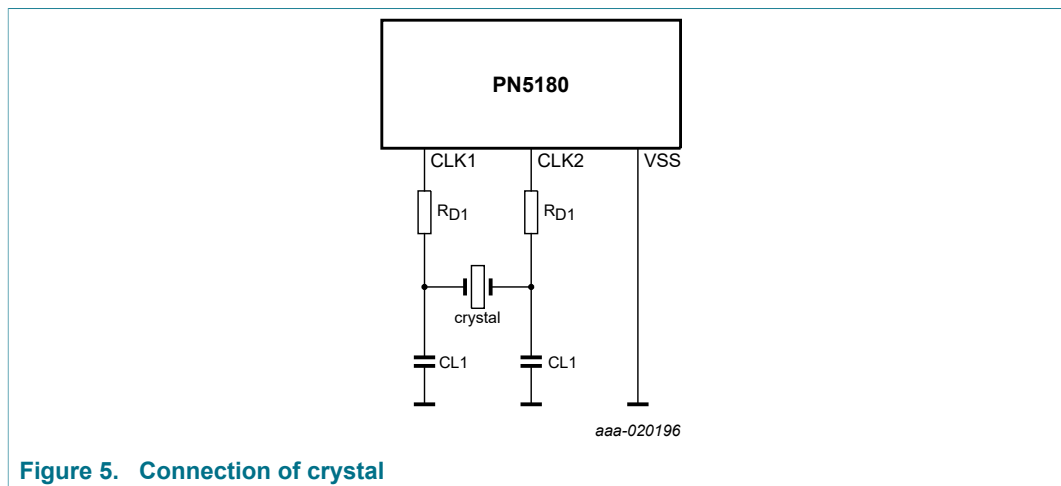 PN5180
CLK1 CLK2 VSS
RD1 RD1
crystal
CL1 CL1
aaa-020196
Figure 5. Connection of crystal